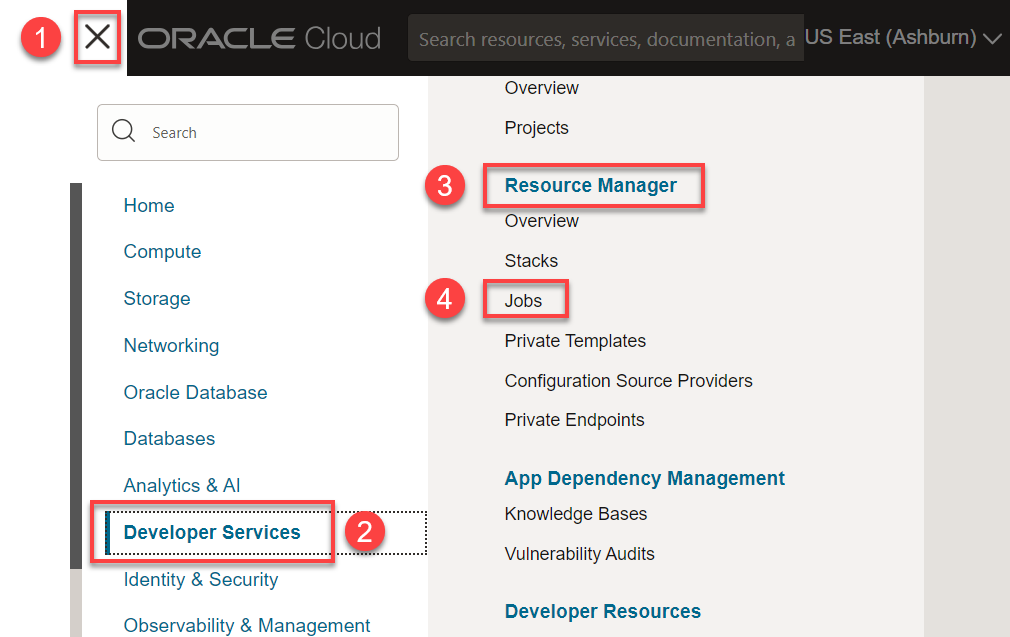 1
ORACLE Cloud
Search resources, services, documentation, a
US East (Ashburn)
Search
Home
Compute
Storage
Networking
Oracle Database
Databases
Analytics & AI
Developer Services
2
Identity & Security
Observability & Management
Overview
Projects
3
Resource Manager
Overview
Stacks
4
Jobs
Private Templates
Configuration Source Providers
Private Endpoints
App Dependency Management
Knowledge Bases
Vulnerability Audits
Developer Resources